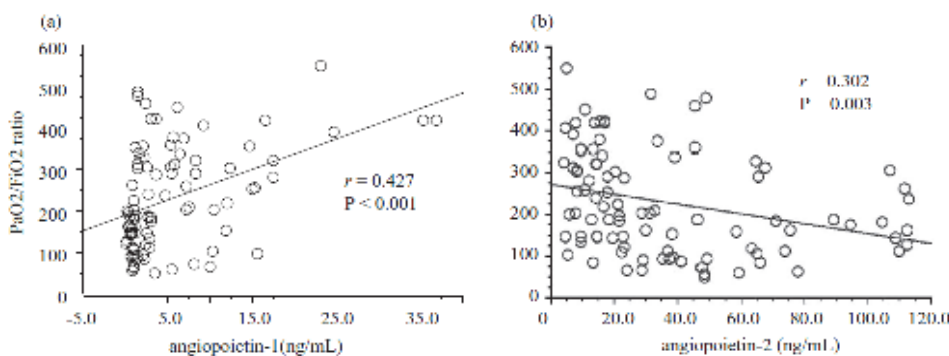 (a)
600
500
400
300
200
100
0
PaO2/FiO2 ratio
r = 0.427
P < 0.001
-5.0
5.0
15.0
25.0
35.0
angiopoietin-1(ng/mL)
(b)
600
500
400
300
200
100
0
r 0.302
P 0.003
0
20.0
40.0
60.0
80.0
100.0
120.0
angiopoietin-2 (ng/mL)